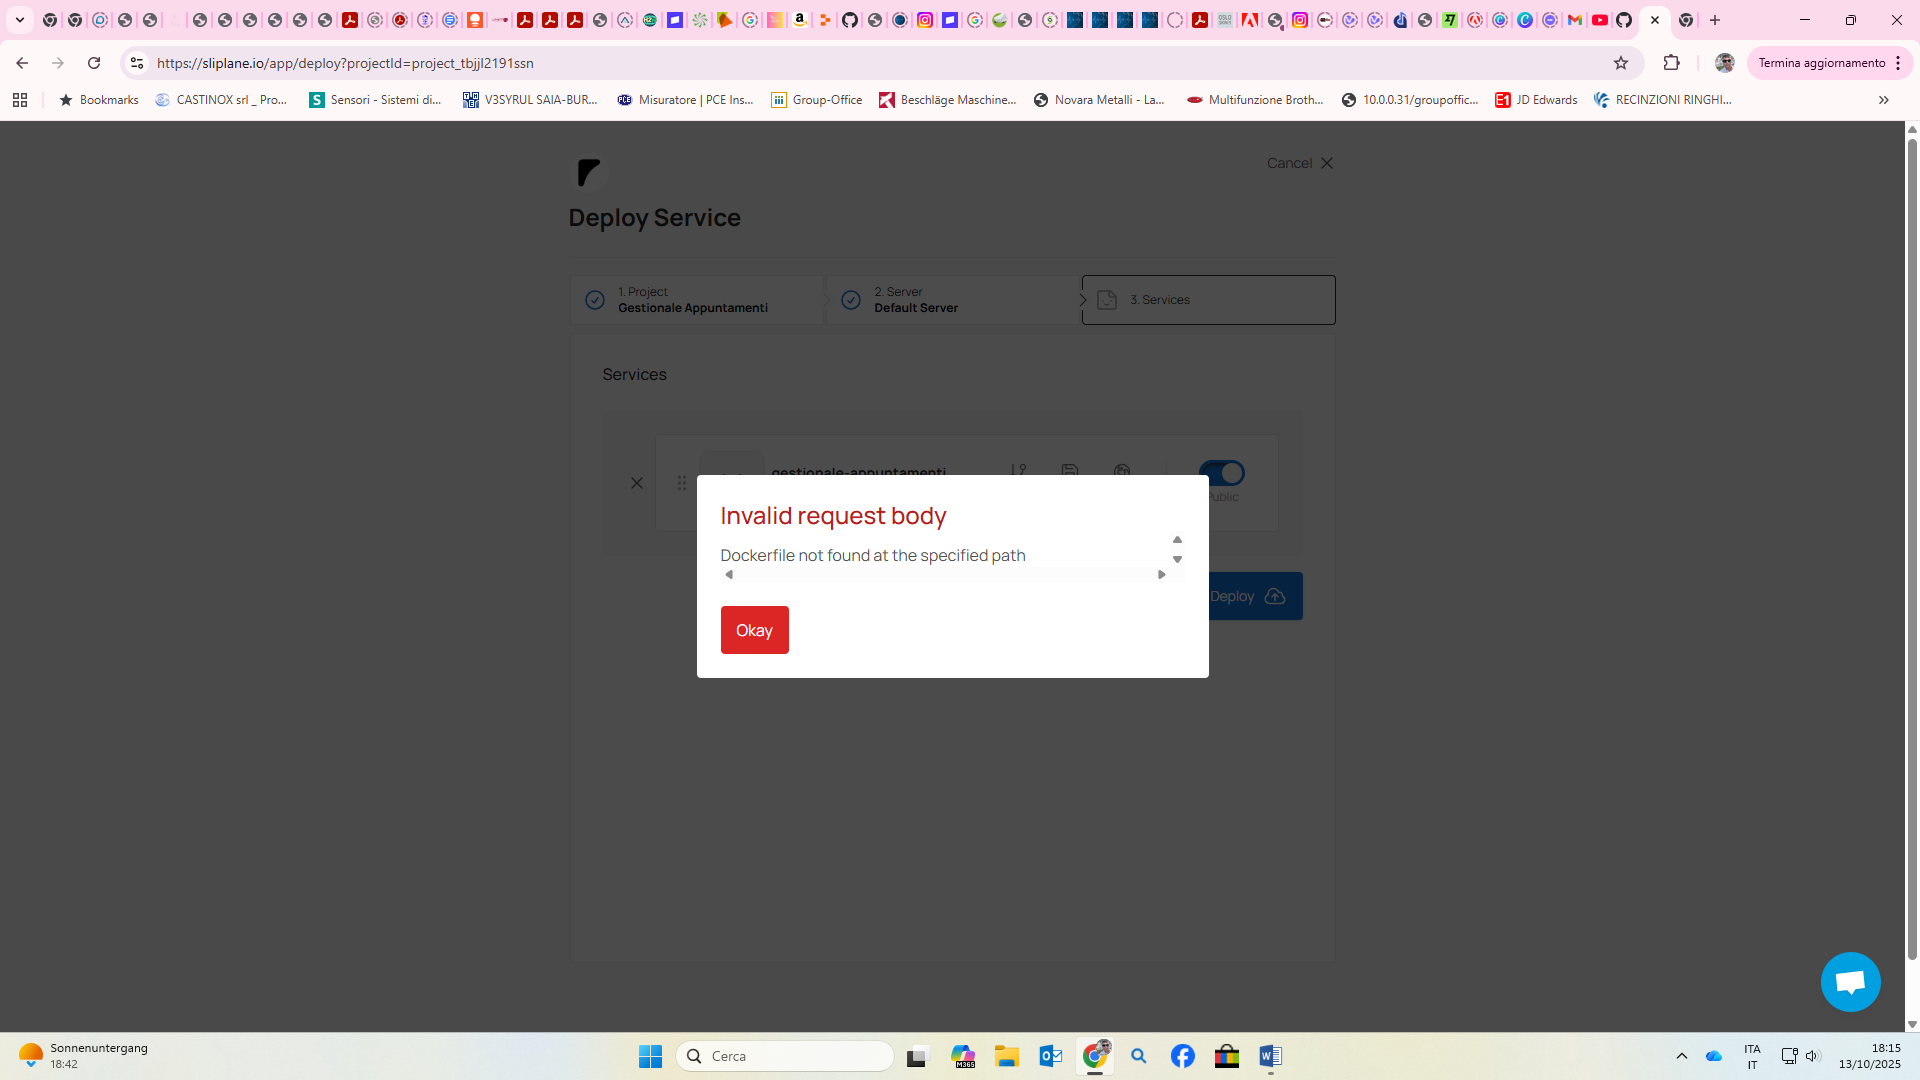 https://sliplane.io/app/deploy?projectId=project_tbjjl2191ssn
Termina aggiornamento
Bookmarks
CASTINOX srl _ Pro...
Sensori - Sistemi di...
V3SYRUL SAIA-BUR...
Misuratore | PCE Ins...
Group-Office
Beschläge Maschine...
Novara Metalli - La...
Multifunzione Broth...
10.0.0.31/groupoffic...
JD Edwards
RECINZIONI RINGHI...
Cancel
Deploy Service
1. Project
Gestionale Appuntamenti
2. Server
Default Server
3. Services
Services
gestionale-appuntamenti
Public
Invalid request body
Dockerfile not found at the specified path
Okay
Deploy
Sonnenuntergang
18:42
Cerca
ITA
IT
18:15
13/10/2025